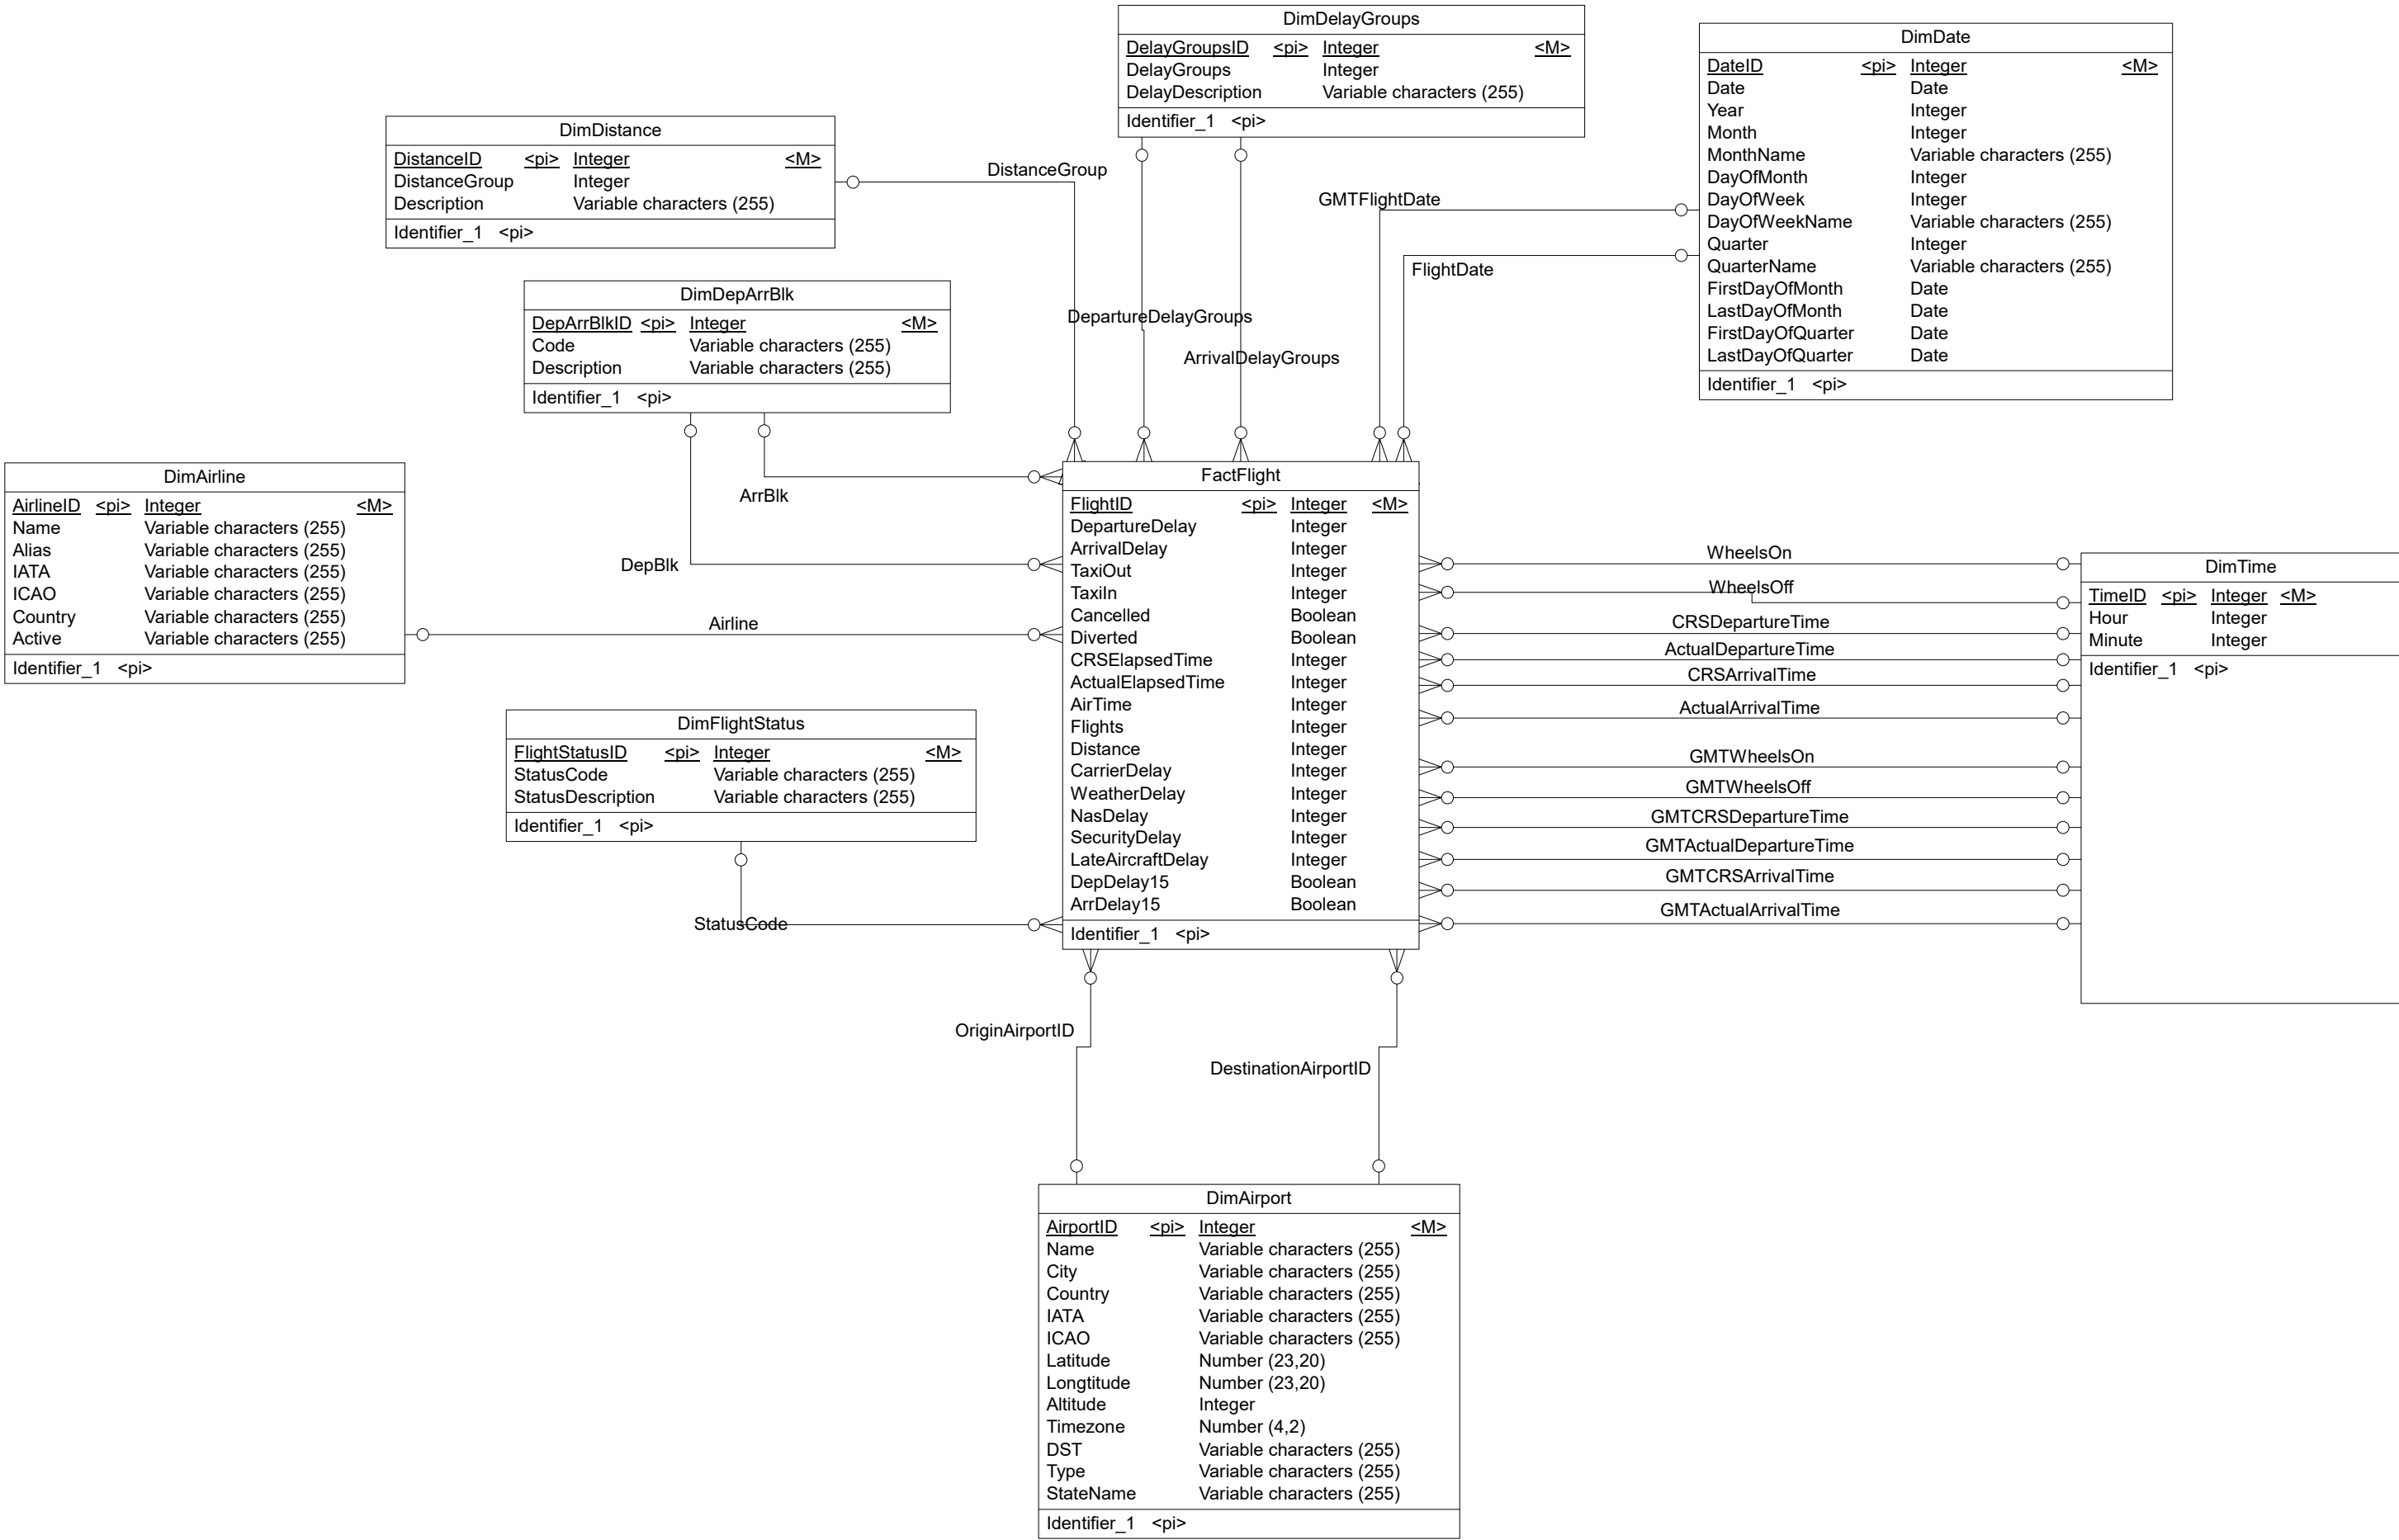 DimDelayGroups
DelayGroupsID <pi> Integer <M>
DelayGroups Integer
DelayDescription Variable characters (255)
Identifier_1 <pi>
DimDate
DateID <pi> Integer <M>
Date Date
Year Integer
Month Integer
MonthName Variable characters (255)
DayOfMonth Integer
DayOfWeek Integer
DayOfWeekName Variable characters (255)
Quarter Integer
QuarterName Variable characters (255)
FirstDayOfMonth Date
LastDayOfMonth Date
FirstDayOfQuarter Date
LastDayOfQuarter Date
Identifier_1 <pi>
DimDistance
DistanceID <pi> Integer <M>
DistanceGroup Integer
Description Variable characters (255)
Identifier_1 <pi>
DistanceGroup
GMTFlightDate
FlightDate
DepartureDelayGroups
ArrivalDelayGroups
DimDepArrBlk
DepArrBlkID <pi> Integer <M>
Code Variable characters (255)
Description Variable characters (255)
Identifier_1 <pi>
ArrBlk
DepBlk
DimAirline
AirlineID <pi> Integer <M>
Name Variable characters (255)
Alias Variable characters (255)
IATA Variable characters (255)
ICAO Variable characters (255)
Country Variable characters (255)
Active Variable characters (255)
Identifier_1 <pi>
Airline
FactFlight
FlightID <pi> Integer <M>
DepartureDelay Integer
ArrivalDelay Integer
TaxiOut Integer
TaxiIn Integer
Cancelled Boolean
Diverted Boolean
CRSElapsedTime Integer
ActualElapsedTime Integer
AirTime Integer
Flights Integer
Distance Integer
CarrierDelay Integer
WeatherDelay Integer
NasDelay Integer
SecurityDelay Integer
LateAircraftDelay Integer
DepDelay15 Boolean
ArrDelay15 Boolean
Identifier_1 <pi>
WheelsOn
WheelsOff
CRSDepartureTime
ActualDepartureTime
CRSArrivalTime
ActualArrivalTime
GMTWheelsOn
GMTWheelsOff
GMTCRSDepartureTime
GMTActualDepartureTime
GMTCRSArrivalTime
GMTActualArrivalTime
DimTime
TimeID <pi> Integer <M>
Hour Integer
Minute Integer
Identifier_1 <pi>
DimFlightStatus
FlightStatusID <pi> Integer <M>
StatusCode Variable characters (255)
StatusDescription Variable characters (255)
Identifier_1 <pi>
StatusCode
OriginAirportID
DestinationAirportID
DimAirport
AirportID <pi> Integer <M>
Name Variable characters (255)
City Variable characters (255)
Country Variable characters (255)
IATA Variable characters (255)
ICAO Variable characters (255)
Latitude Number (23,20)
Longtitude Number (23,20)
Altitude Integer
Timezone Number (4,2)
DST Variable characters (255)
Type Variable characters (255)
StateName Variable characters (255)
Identifier_1 <pi>